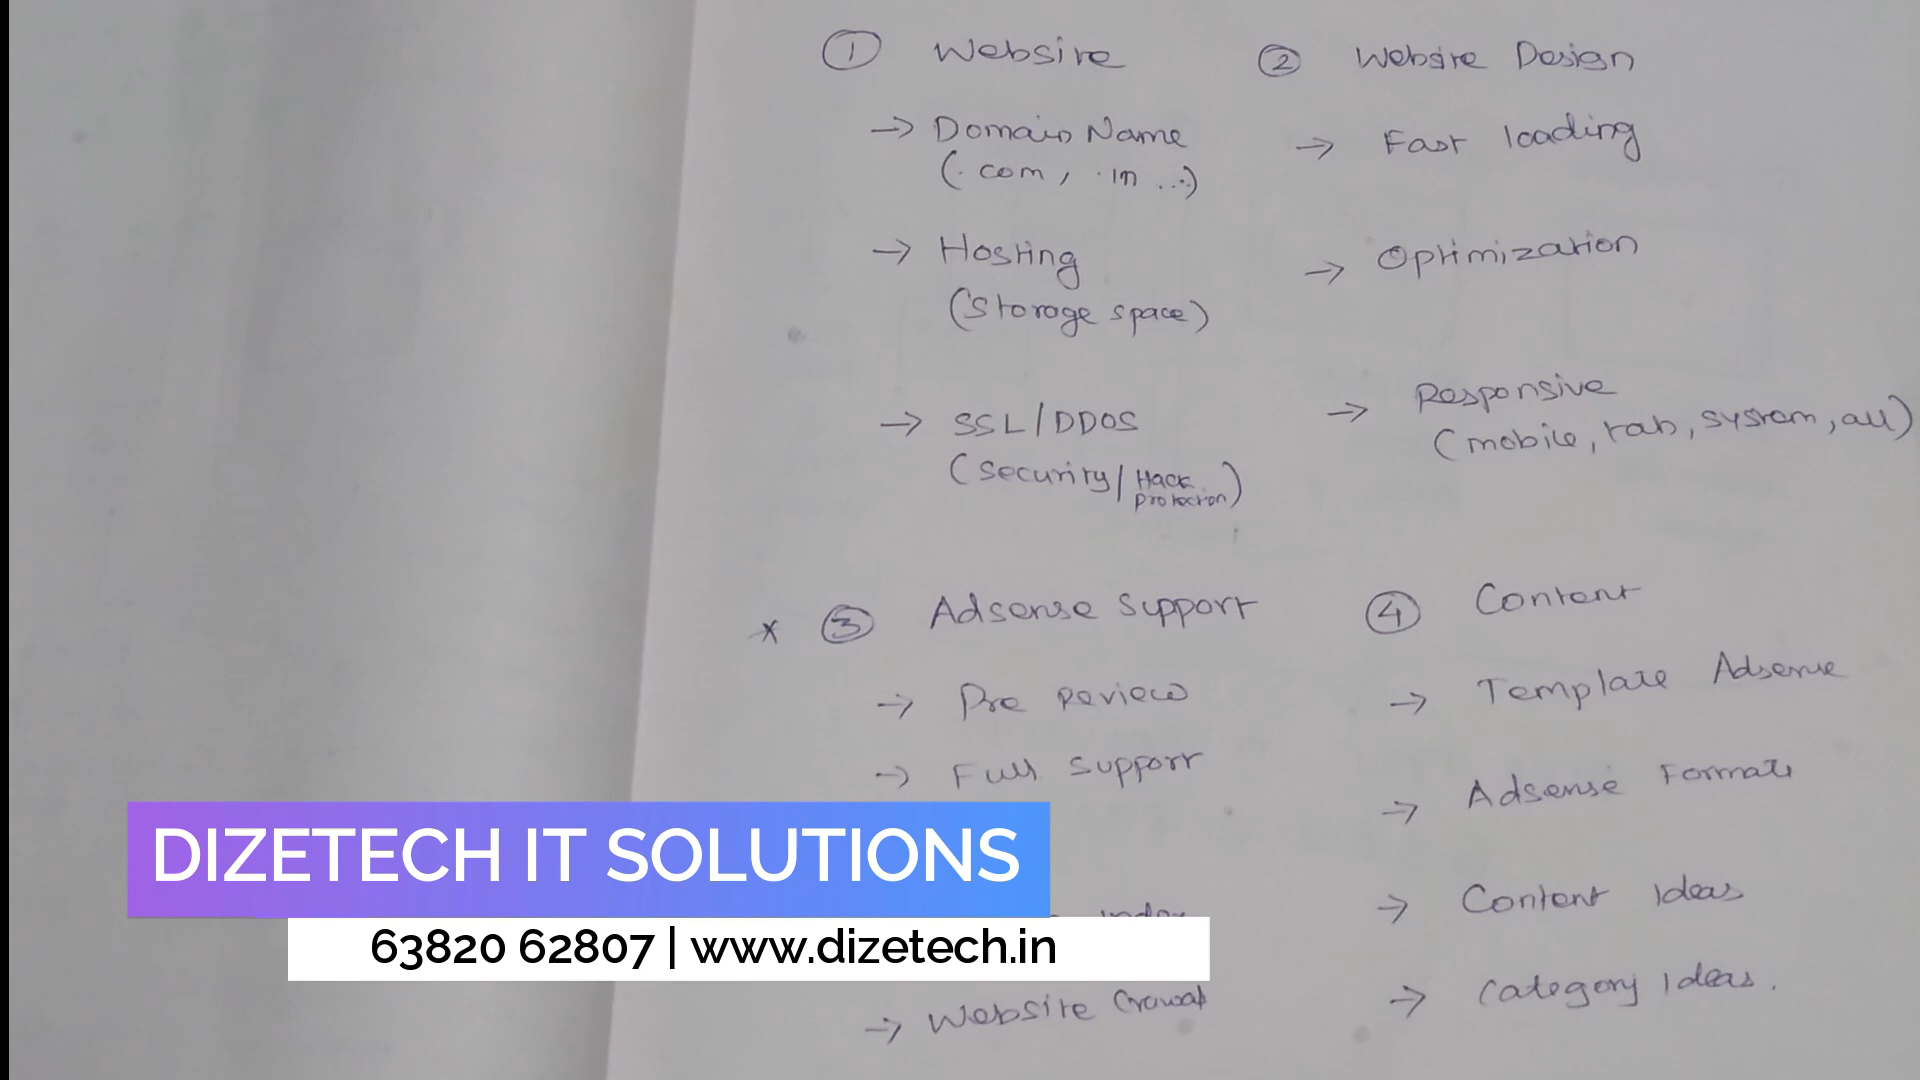 ① Website
→ Domain Name
(.com, .in ...)
→ Hosting
(Storage space)
→ SSL/DDOS
(Security/Hack Protection)
② Website Design
→ Fast loading
→ Optimization
→ Responsive
(mobile, tab, system, all)
* ③ Adsense Support
→ Pre Review
→ Full Support
index
→ Website
④ Content
→ Template Adsense
→ Adsense Format
→ Content Ideas
→ Category Ideas.
DIZETECH IT SOLUTIONS
63820 62807 | www.dizetech.in